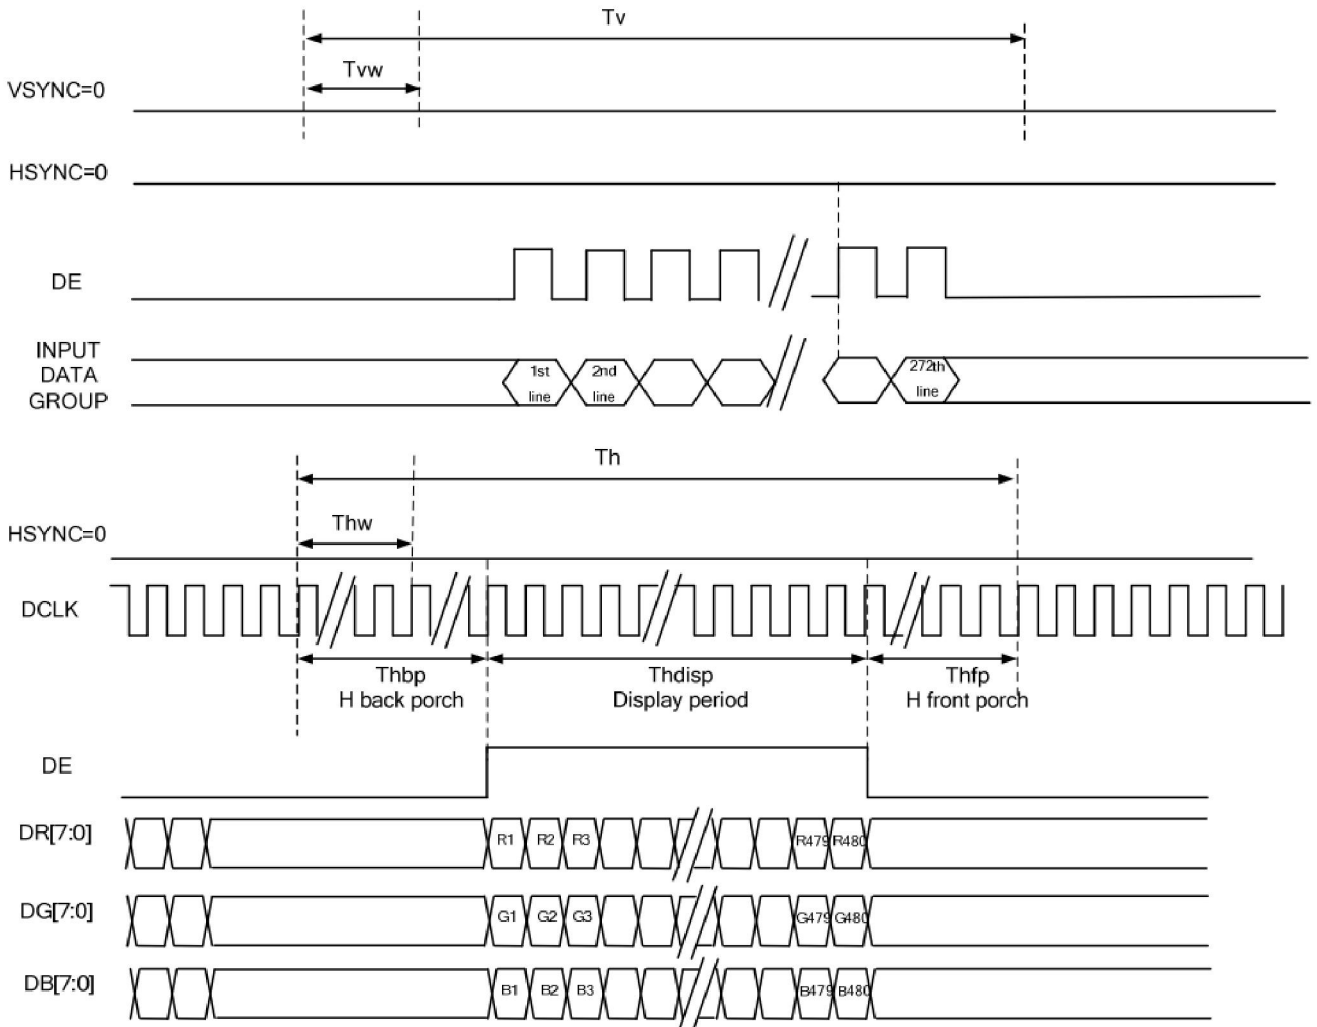 Tv
Tvw
VSYNC=0
HSYNC=0
DE
INPUT
DATA
GROUP
1st
line
2nd
line
272th
line
Th
HSYNC=0
Thw
DCLK
Thbp
H back porch
Thdisp
Display period
Thfp
H front porch
DE
DR[7:0]
R1 R2 R3 R479 R480
DG[7:0]
G1 G2 G3 G479 G480
DB[7:0]
B1 B2 B3 B479 B480